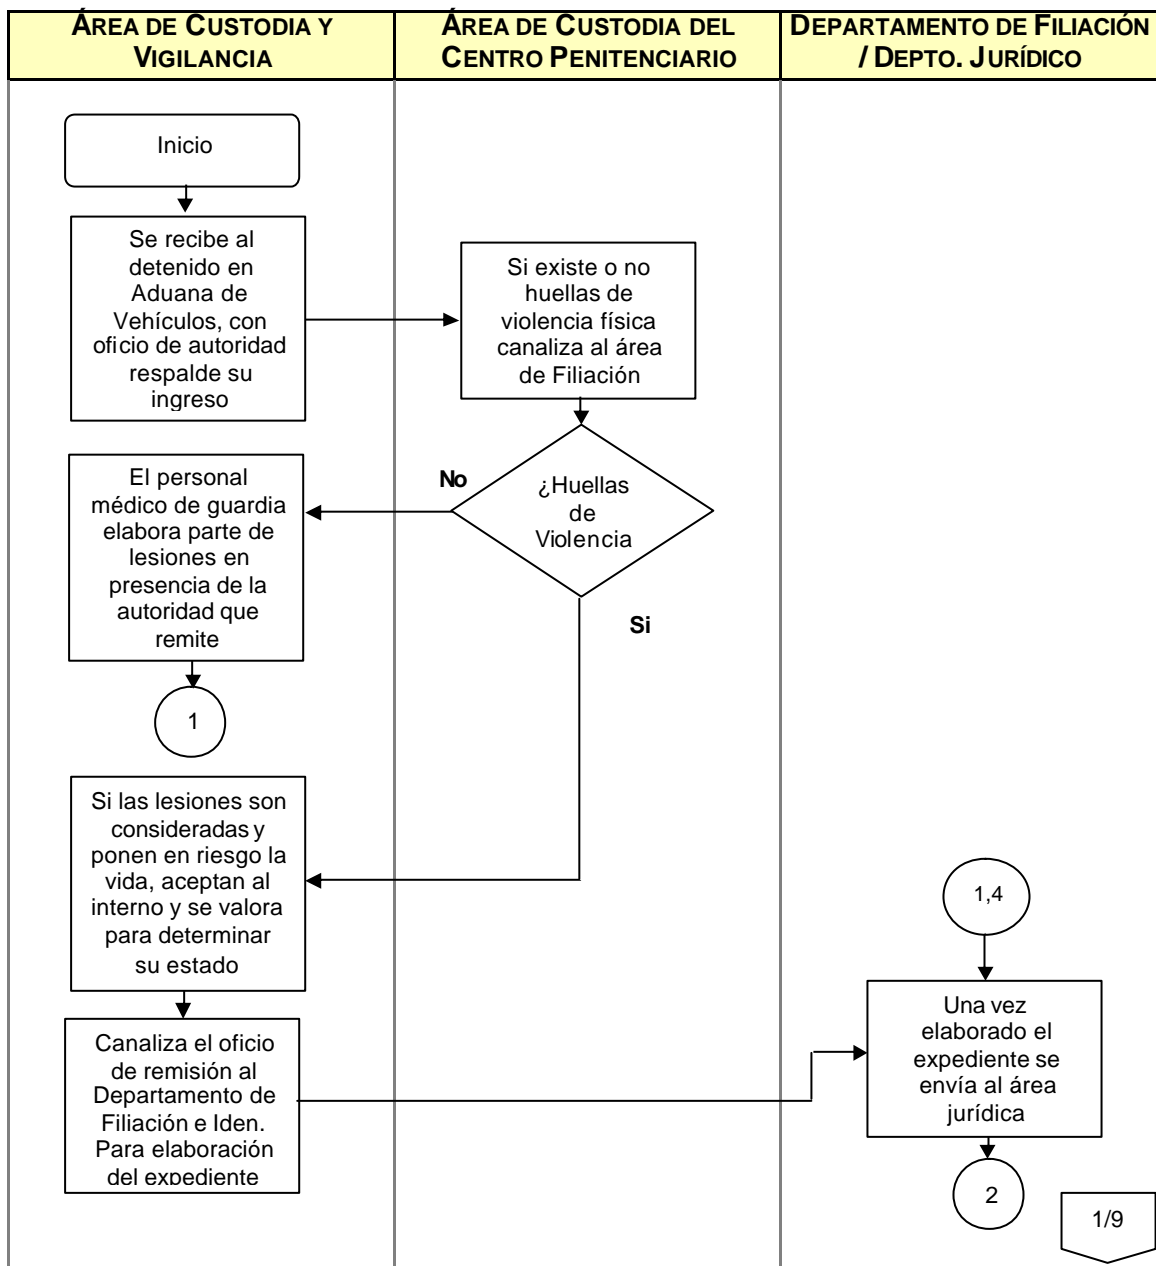 ÁREA DE CUSTODIA Y
VIGILANCIA
ÁREA DE CUSTODIA DEL
CENTRO PENITENCIARIO
DEPARTAMENTO DE FILIACIÓN
/ DEPTO. JURÍDICO
Inicio
Se recibe al
detenido en
Aduana de
Vehículos, con
oficio de autoridad
respalde su
ingreso
Si existe o no
huellas de
violencia física
canaliza al área
de Filiación
¿Huellas
de
Violencia
No
Si
El personal
médico de guardia
elabora parte de
lesiones en
presencia de la
autoridad que
remite
1
Si las lesiones son
consideradas y
ponen en riesgo la
vida, aceptan al
interno y se valora
para determinar
su estado
Canaliza el oficio
de remisión al
Departamento de
Filiación e Iden.
Para elaboración
del expediente
1,4
Una vez
elaborado el
expediente se
envía al área
jurídica
2
1/9